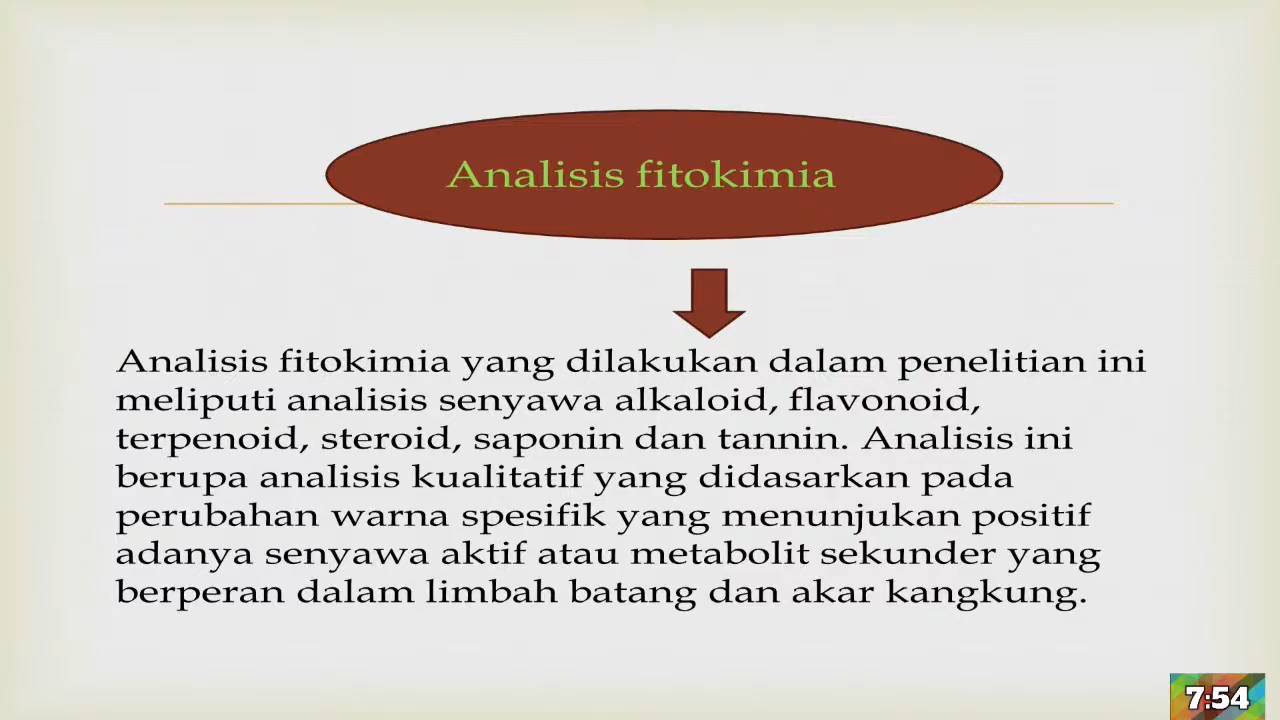 Analisis fitokimia
Analisis fitokimia yang dilakukan dalam penelitian ini
meliputi analisis senyawa alkaloid, flavonoid,
terpenoid, steroid, saponin dan tannin. Analisis ini
berupa analisis kualitatif yang didasarkan pada
perubahan warna spesifik yang menunjukan positif
adanya senyawa aktif atau metabolit sekunder yang
berperan dalam limbah batang dan akar kangkung.
7:54